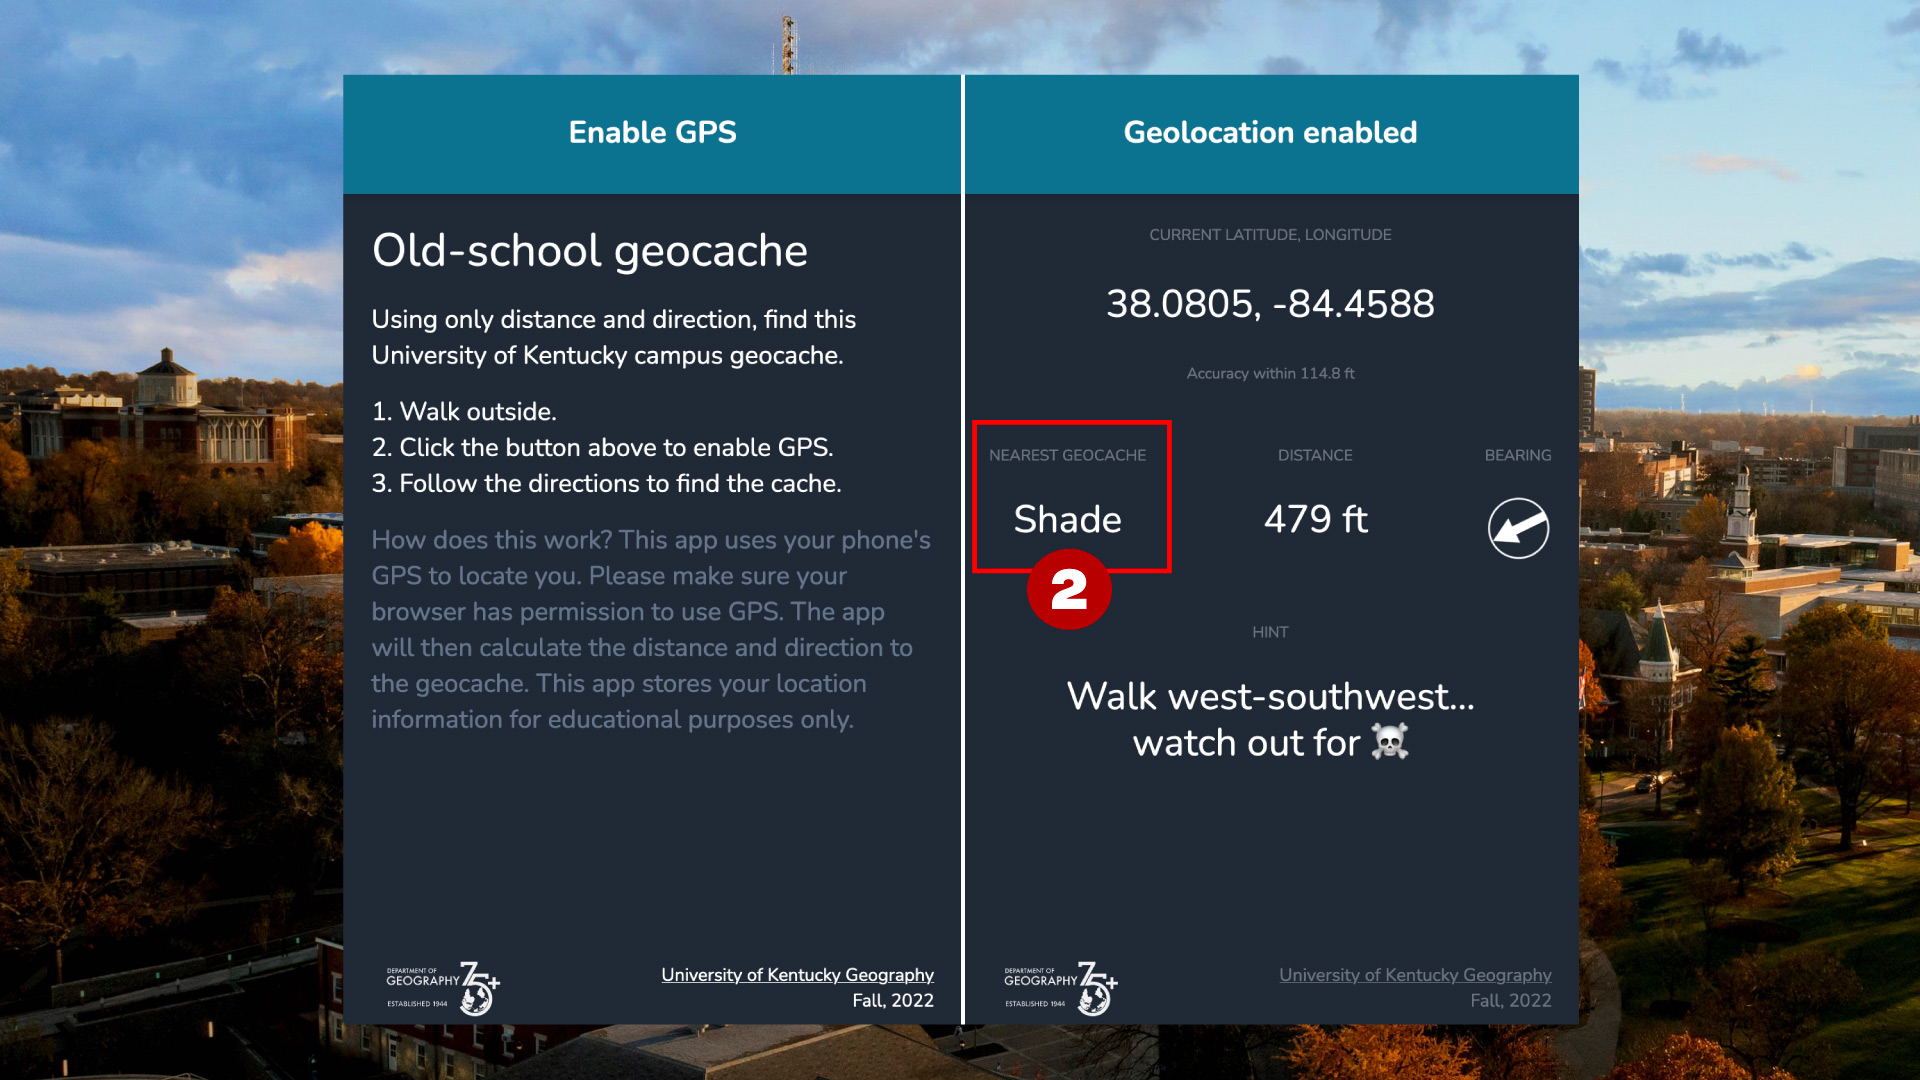 Enable GPS
Old-school geocache
Using only distance and direction, find this
University of Kentucky campus geocache.
1. Walk outside.
2. Click the button above to enable GPS.
3. Follow the directions to find the cache.
How does this work? This app uses your phone's
GPS to locate you. Please make sure your
browser has permission to use GPS. The app
will then calculate the distance and direction to
the geocache. This app stores your location
information for educational purposes only.
DEPARTMENT OF
GEOGRAPHY 75+
ESTABLISHED 1944
University of Kentucky Geography
Fall, 2022
Geolocation enabled
CURRENT LATITUDE, LONGITUDE
38.0805, -84.4588
Accuracy within 114.8 ft
NEAREST GEOCACHE
Shade
2
DISTANCE
479 ft
BEARING
HINT
Walk west-southwest...
watch out for ☠️
DEPARTMENT OF
GEOGRAPHY 75+
ESTABLISHED 1944
University of Kentucky Geography
Fall, 2022